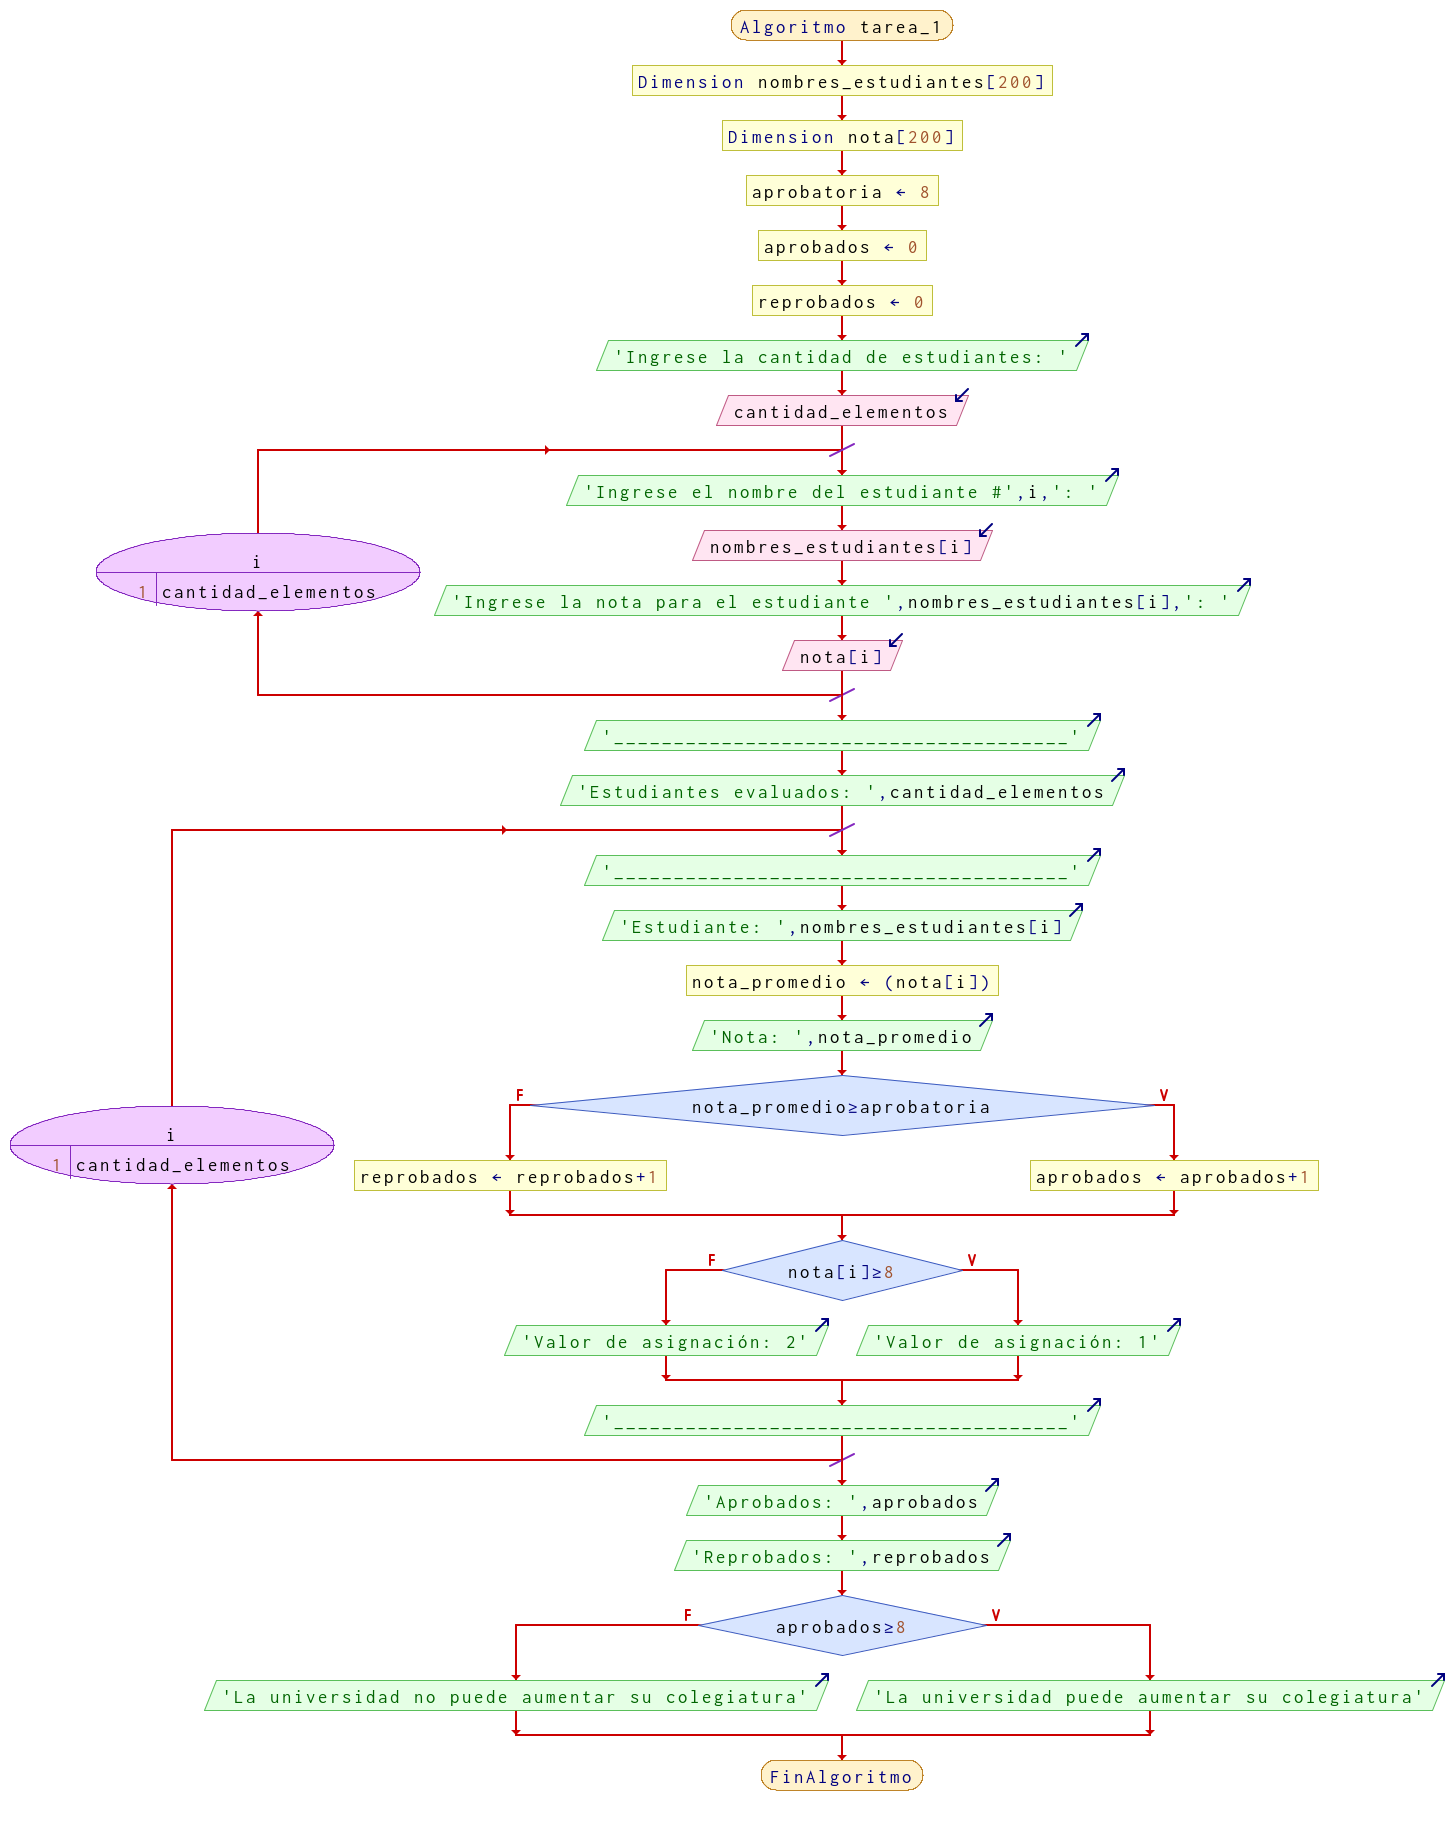 Algoritmo tarea_1
Dimension nombres_estudiantes[200]
Dimension nota[200]
aprobatoria ← 8
aprobados ← 0
reprobados ← 0
'Ingrese la cantidad de estudiantes: '
cantidad_elementos
'Ingrese el nombre del estudiante #',i,': '
i
1 cantidad_elementos
nombres_estudiantes[i]
'Ingrese la nota para el estudiante ',nombres_estudiantes[i],': '
nota[i]
'______________________________________'
'Estudiantes evaluados: ',cantidad_elementos
'______________________________________'
'Estudiante: ',nombres_estudiantes[i]
nota_promedio ← (nota[i])
'Nota: ',nota_promedio
F
V
nota_promedio≥aprobatoria
i
1 cantidad_elementos
reprobados ← reprobados+1
aprobados ← aprobados+1
F
V
nota[i]≥8
'Valor de asignación: 2'
'Valor de asignación: 1'
'______________________________________'
'Aprobados: ',aprobados
'Reprobados: ',reprobados
F
V
aprobados≥8
'La universidad no puede aumentar su colegiatura'
'La universidad puede aumentar su colegiatura'
FinAlgoritmo